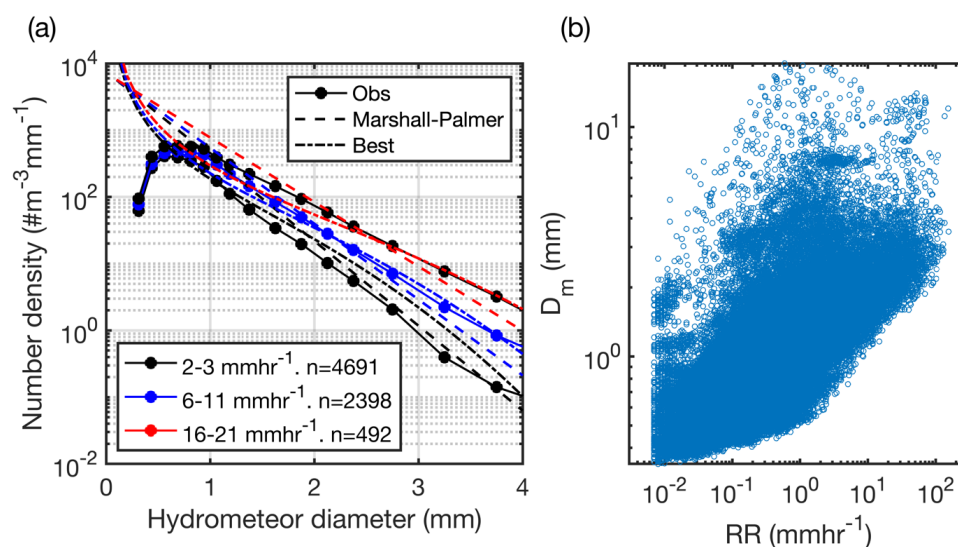 (a)
(b)
10^4
10^2
10^0
10^-2
Number density (#m^-3mm^-1)
Obs
Marshall-Palmer
Best
2-3 mmhr^-1. n=4691
6-11 mmhr^-1. n=2398
16-21 mmhr^-1. n=492
0 1 2 3 4
Hydrometeor diameter (mm)
D_m (mm)
10^1
10^0
10^-2 10^-1 10^0 10^1 10^2
RR (mmhr^-1)